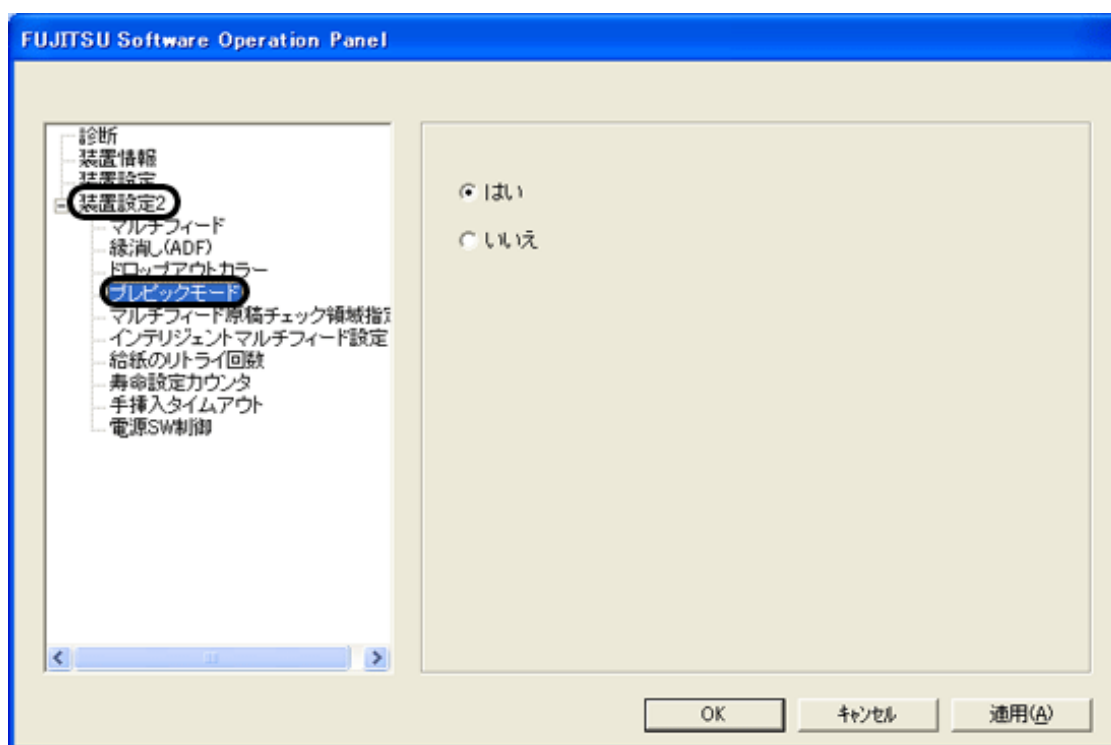 FUJITSU Software Operation Panel
診断
装置情報
装置設定
装置設定2
マルチフィード
縁消し(ADF)
ドロップアウトカラー
プレピックモード
マルチフィード原稿チェック領域指定
インテリジェントマルチフィード設定
給紙のリトライ回数
寿命設定カウンタ
手挿入タイムアウト
電源SW制御
はい
いいえ
OK
キャンセル
適用(A)